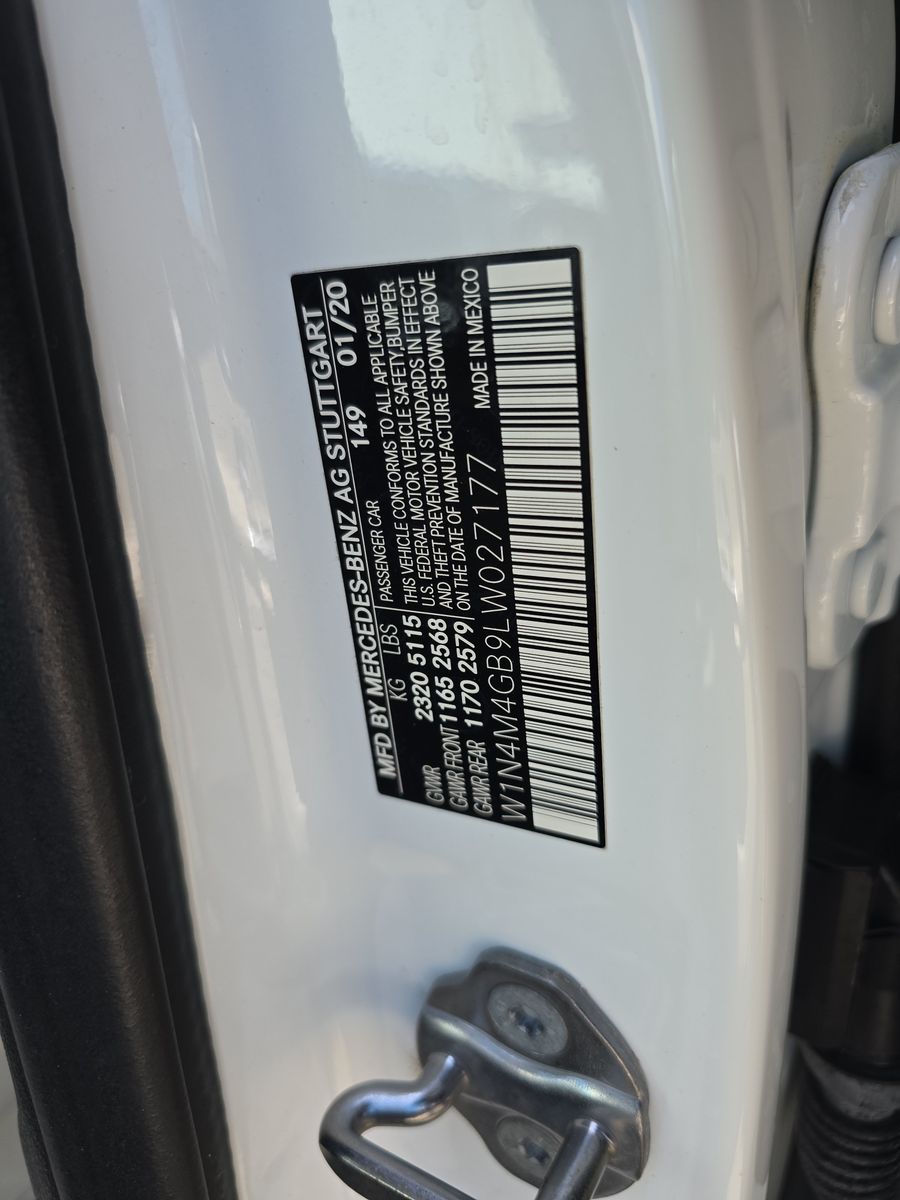 MFD BY MERCEDES-BENZ AG STUTTGART
KG LBS 149 01/20
PASSENGER CAR
GVWR 2320 5115
GAWR FRONT 1165 2568
GAWR REAR 1170 2579
THIS VEHICLE CONFORMS TO ALL APPLICABLE
U.S. FEDERAL MOTOR VEHICLE SAFETY,BUMPER
AND THEFT PREVENTION STANDARDS IN EFFECT
ON THE DATE OF MANUFACTURE SHOWN ABOVE
MADE IN MEXICO
W1N4M4GB9LW027177